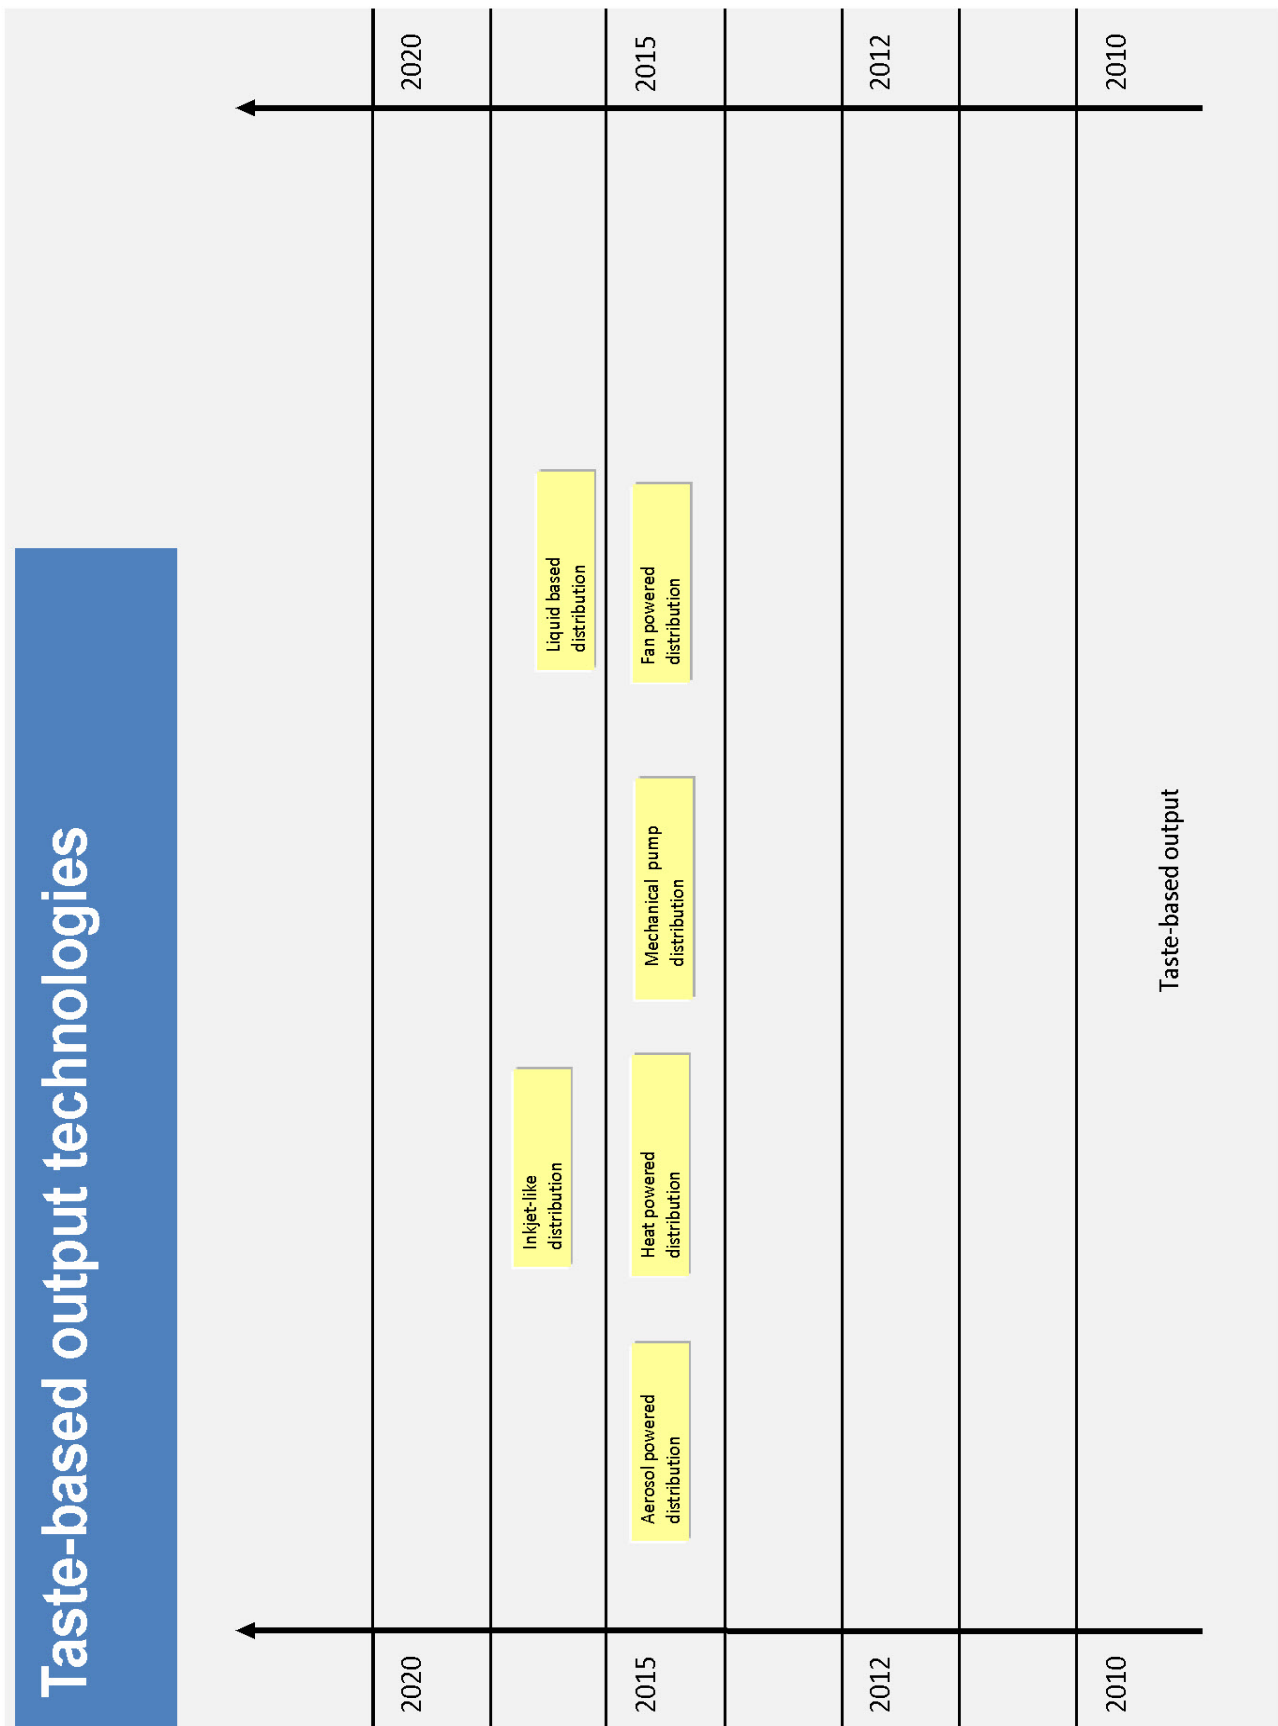 Taste-based output technologies
2020
2020
Inkjet-like
distribution
Liquid based
distribution
2015
Aerosol powered
distribution
Heat powered
distribution
Mechanical pump
distribution
Fan powered
distribution
2015
2012
2012
2010
2010
Taste-based output